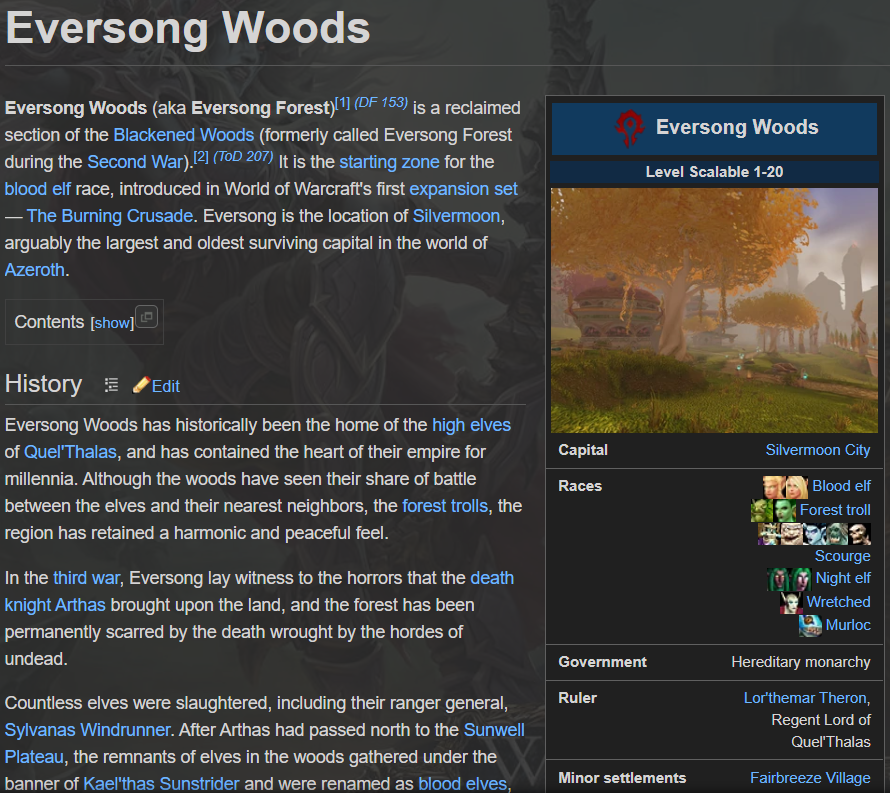 Eversong Woods
Eversong Woods (aka Eversong Forest)[1] (DF 153) is a reclaimed
section of the Blackened Woods (formerly called Eversong Forest
during the Second War).[2] (ToD 207) It is the starting zone for the
blood elf race, introduced in World of Warcraft's first expansion set
— The Burning Crusade. Eversong is the location of Silvermoon,
arguably the largest and oldest surviving capital in the world of
Azeroth.
Contents [show]
History Edit
Eversong Woods has historically been the home of the high elves
of Quel'Thalas, and has contained the heart of their empire for
millennia. Although the woods have seen their share of battle
between the elves and their nearest neighbors, the forest trolls, the
region has retained a harmonic and peaceful feel.
In the third war, Eversong lay witness to the horrors that the death
knight Arthas brought upon the land, and the forest has been
permanently scarred by the death wrought by the hordes of
undead.
Countless elves were slaughtered, including their ranger general,
Sylvanas Windrunner. After Arthas had passed north to the Sunwell
Plateau, the remnants of elves in the woods gathered under the
banner of Kael'thas Sunstrider and were renamed as blood elves,
Eversong Woods
Level Scalable 1-20
Capital Silvermoon City
Races Blood elf
Forest troll
Scourge
Night elf
Wretched
Murloc
Government Hereditary monarchy
Ruler Lor'themar Theron,
Regent Lord of
Quel'Thalas
Minor settlements Fairbreeze Village